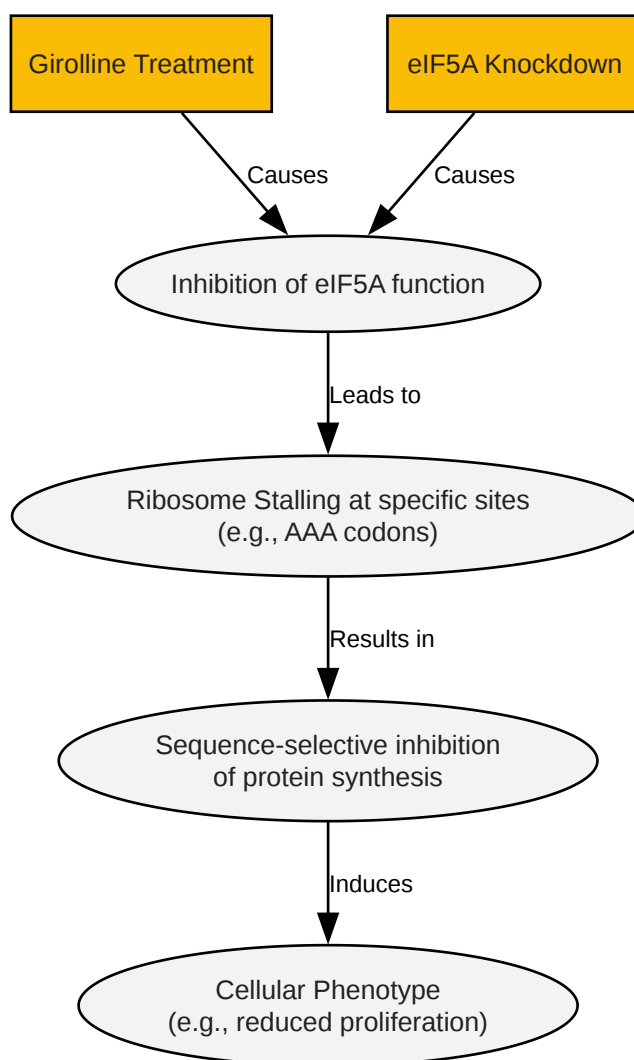 Girolline Treatment
eIF5A Knockdown
Causes
Causes
Inhibition of eIF5A function
Leads to
Ribosome Stalling at specific sites
(e.g., AAA codons)
Results in
Sequence-selective inhibition
of protein synthesis
Induces
Cellular Phenotype
(e.g., reduced proliferation)